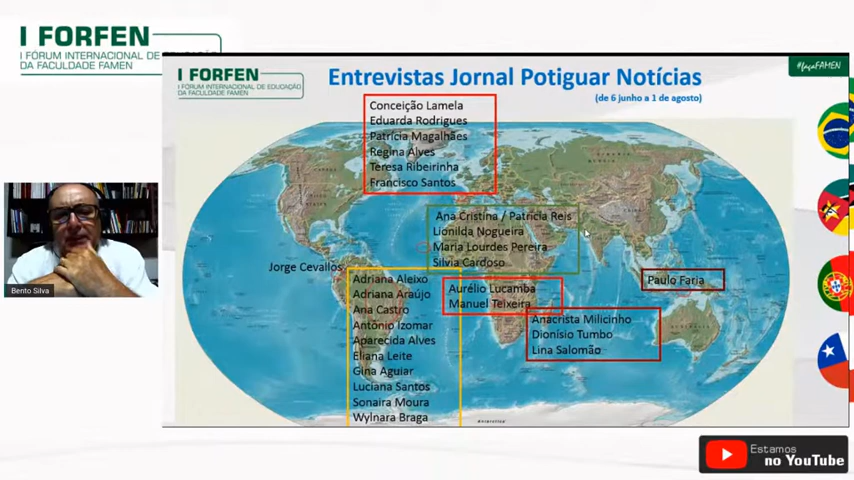 I FORFEN
I FÓRUM INTERNACIONAL DE EDUCAÇÃO
DA FACULDADE FAMEN
I FORFEN
I FÓRUM INTERNACIONAL DE EDUCAÇÃO
DA FACULDADE FAMEN
Entrevistas Jornal Potiguar Notícias
(de 6 junho a 1 de agosto)
#façaFAMEN
Conceição Lamela
Eduarda Rodrigues
Patrícia Magalhães
Regina Alves
Teresa Ribeirinha
Francisco Santos
Ana Cristina / Patrícia Reis
Lionilda Nogueira
Maria Lourdes Pereira
Silvia Cardoso
Jorge Cevallos
Adriana Aleixo
Adriana Araújo
Ana Castro
Antônio Izomar
Aparecida Alves
Eliana Leite
Gina Aguiar
Luciana Santos
Sonaira Moura
Wylnara Braga
Aurélio Lucamba
Manuel Teixeira
Anacrista Milicinho
Dionísio Tumbo
Lina Salomão
Paulo Faria
Bento Silva
Estamos
no YouTube